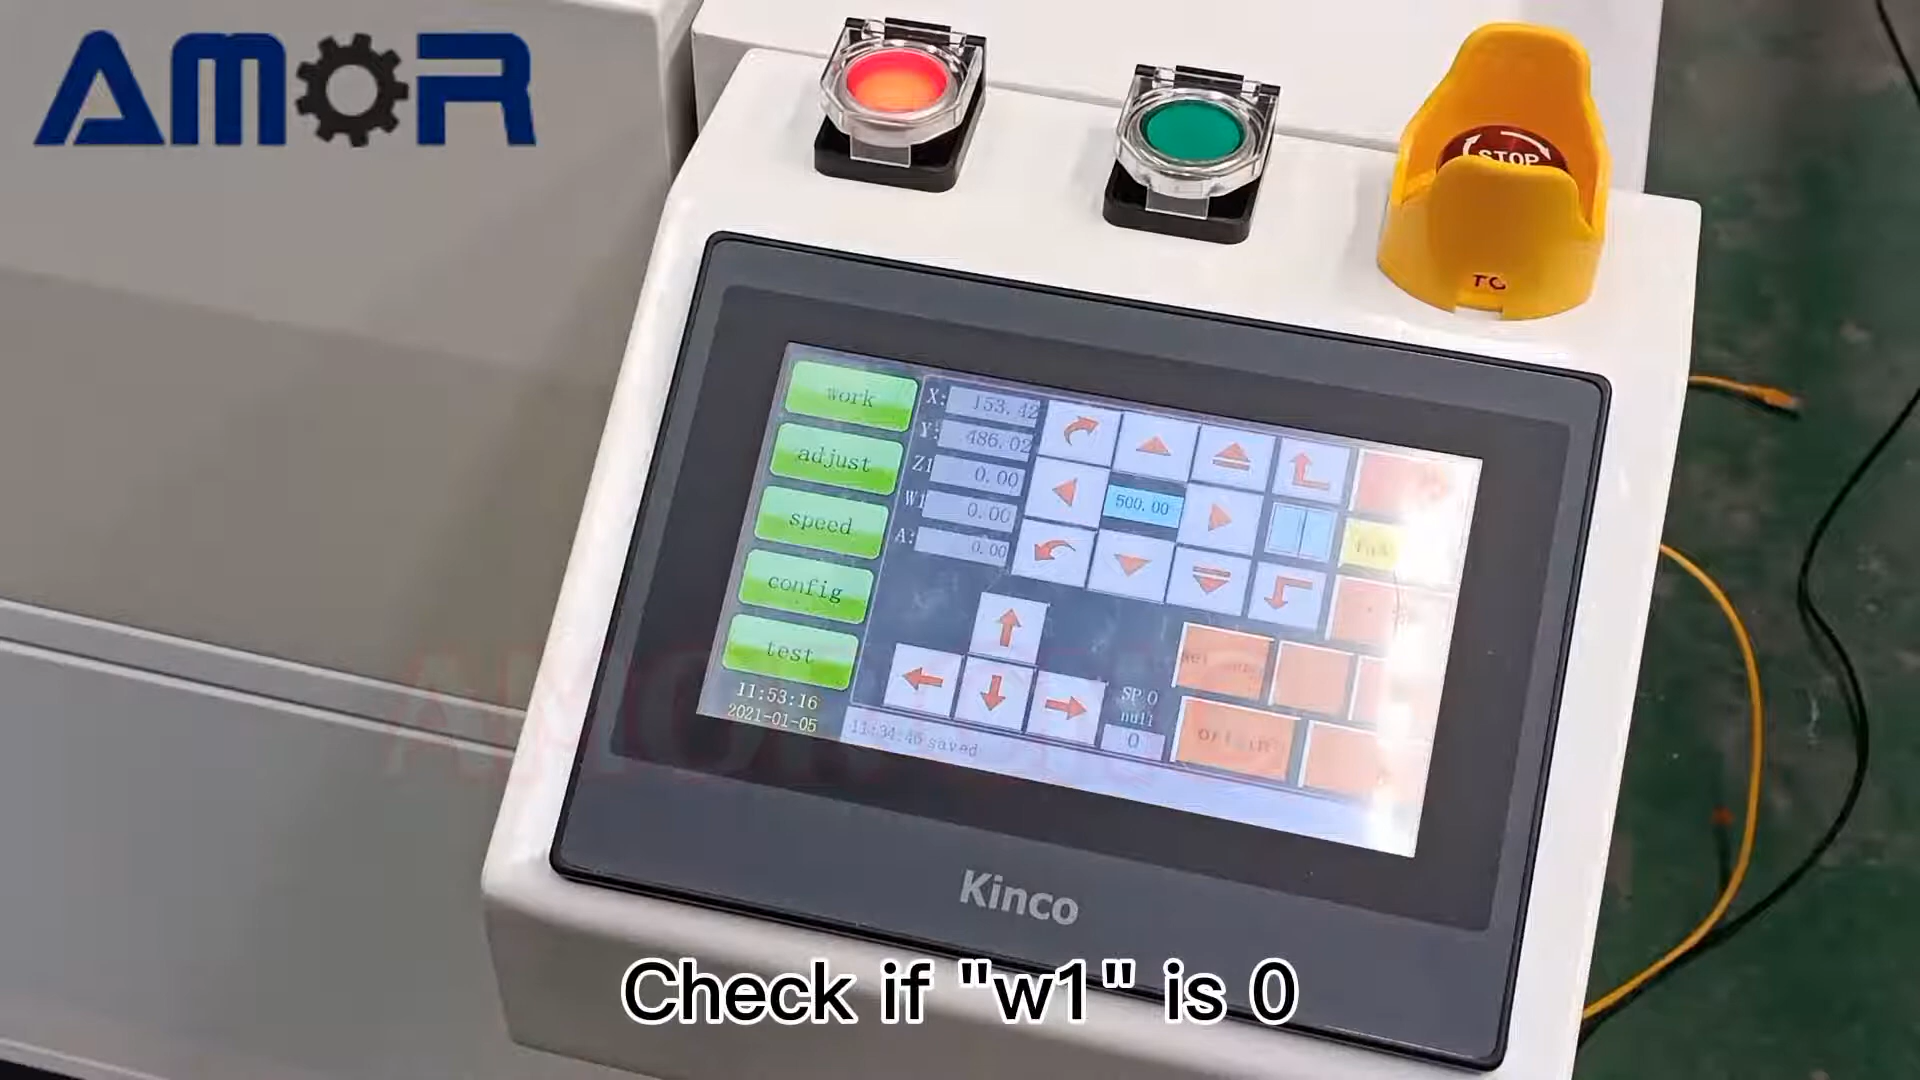 AMOR
STOP
work
adjust
speed
config
test
11:53:16
2021-01-05
X: 153.42
Y: 486.02
Z1 0.00
W1 0.00
A: 0.00
500.00
SP.0
null
0
11:34:46 saved
Origin
Kinco
Check if "w1" is 0